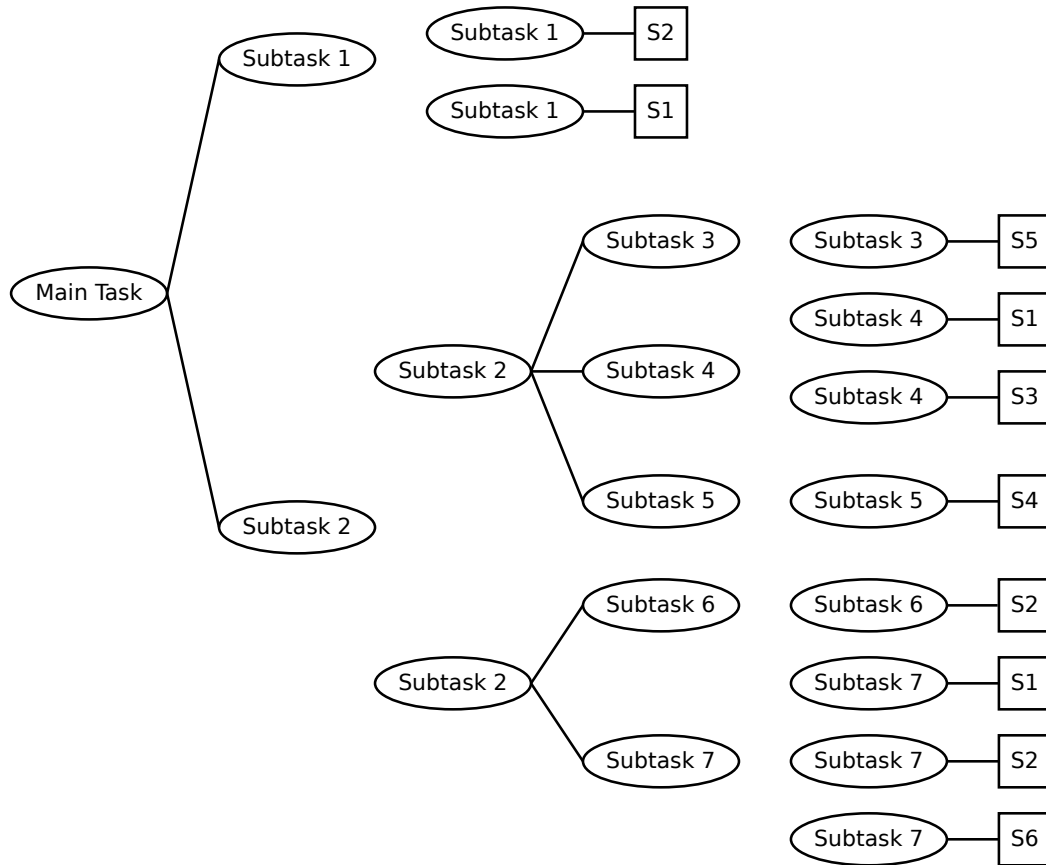 Subtask 1
Subtask 1
S2
Subtask 1
S1
Main Task
Subtask 2
Subtask 2
Subtask 3
Subtask 4
Subtask 5
Subtask 3
S5
Subtask 4
S1
Subtask 4
S3
Subtask 5
S4
Subtask 2
Subtask 6
Subtask 7
Subtask 6
S2
Subtask 7
S1
Subtask 7
S2
Subtask 7
S6